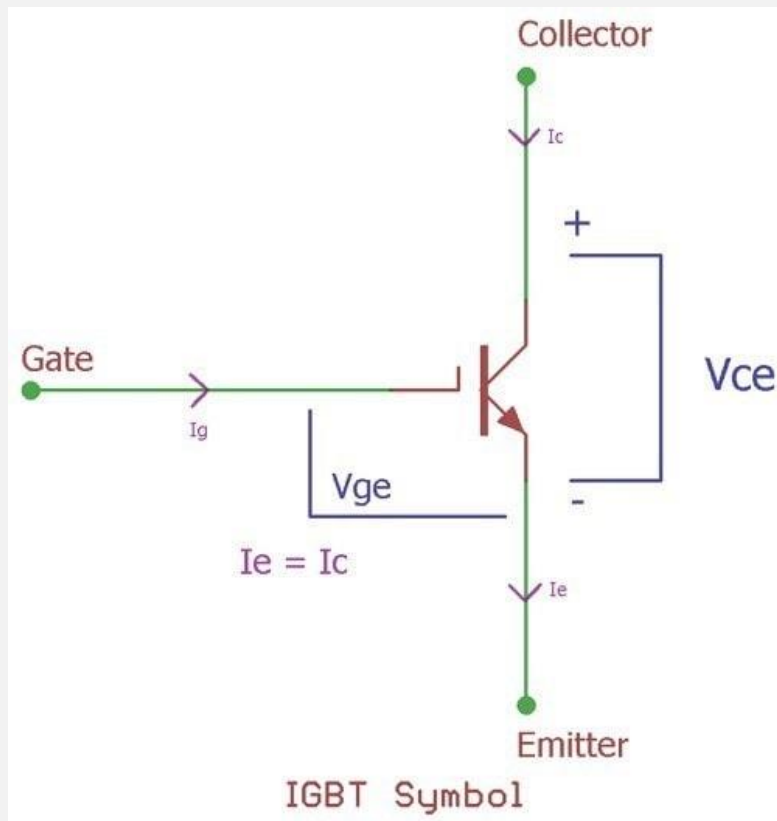 Collector
Ic
+
Gate
Ig
Vce
Vge
-
Ie = Ic
Ie
Emitter
IGBT Symbol